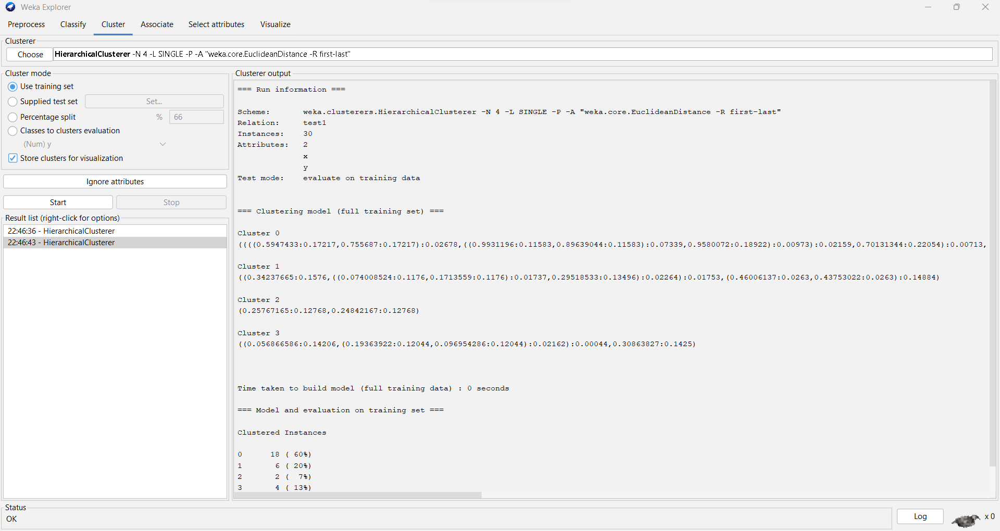 Weka Explorer
Preprocess Classify Cluster Associate Select attributes Visualize
Clusterer
Choose HierarchicalClusterer -N 4 -L SINGLE -P -A "weka.core.EuclideanDistance -R first-last"
Cluster mode
Use training set
Supplied test set Set...
Percentage split % 66
Classes to clusters evaluation
(Num) y
Store clusters for visualization
Ignore attributes
Start Stop
Result list (right-click for options)
22:46:36 - HierarchicalClusterer
22:46:43 - HierarchicalClusterer
Clusterer output
=== Run information ===
Scheme: weka.clusterers.HierarchicalClusterer -N 4 -L SINGLE -P -A "weka.core.EuclideanDistance -R first-last"
Relation: test1
Instances: 30
Attributes: 2
x
y
Test mode: evaluate on training data
=== Clustering model (full training set) ===
Cluster 0
((((0.5947433:0.17217,0.755687:0.17217):0.02678,((0.9931196:0.11583,0.89639044:0.11583):0.07339,0.9580072:0.18922):0.00973):0.02159,0.70131344:0.22054):0.00713,
Cluster 1
((0.34237665:0.1576,((0.074008524:0.1176,0.1713559:0.1176):0.01737,0.29518533:0.13496):0.02264):0.01753,(0.46006137:0.0263,0.43753022:0.0263):0.14884)
Cluster 2
(0.25767165:0.12768,0.24842167:0.12768)
Cluster 3
((0.056866586:0.14206,(0.19363922:0.12044,0.096954286:0.12044):0.02162):0.00044,0.30863827:0.1425)
Time taken to build model (full training data) : 0 seconds
=== Model and evaluation on training set ===
Clustered Instances
0 18 ( 60%)
1 6 ( 20%)
2 2 ( 7%)
3 4 ( 13%)
Status
OK
Log x 0